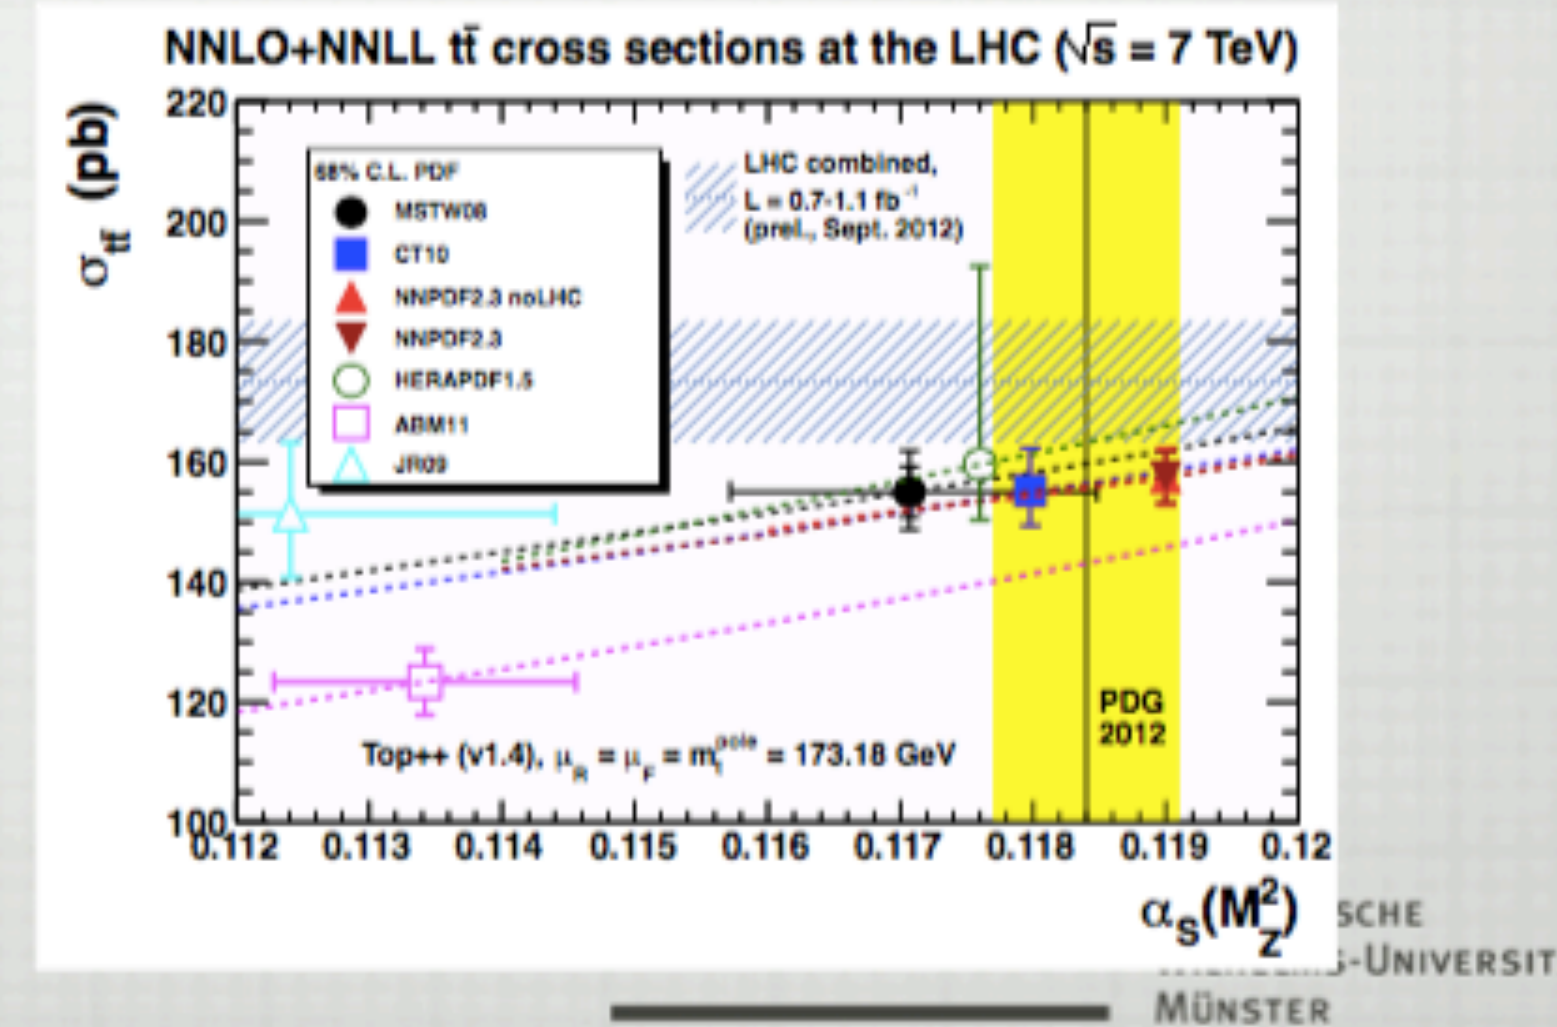 NNLO+NNLL tt̄ cross sections at the LHC (√s = 7 TeV)
σtt̄ (pb)
220
200
180
160
140
120
100
68% C.L. PDF
MSTW08
CT10
NNPDF2.3 noLHC
NNPDF2.3
HERAPDF1.5
ABM11
JR09
LHC combined,
L = 0.7-1.1 fb⁻¹
(prel., Sept. 2012)
PDG
2012
Top++ (v1.4), μR = μF = mt^pole = 173.18 GeV
0.112 0.113 0.114 0.115 0.116 0.117 0.118 0.119 0.12
αS(MZ²)
SCHE
S-UNIVERSIT
MÜNSTER